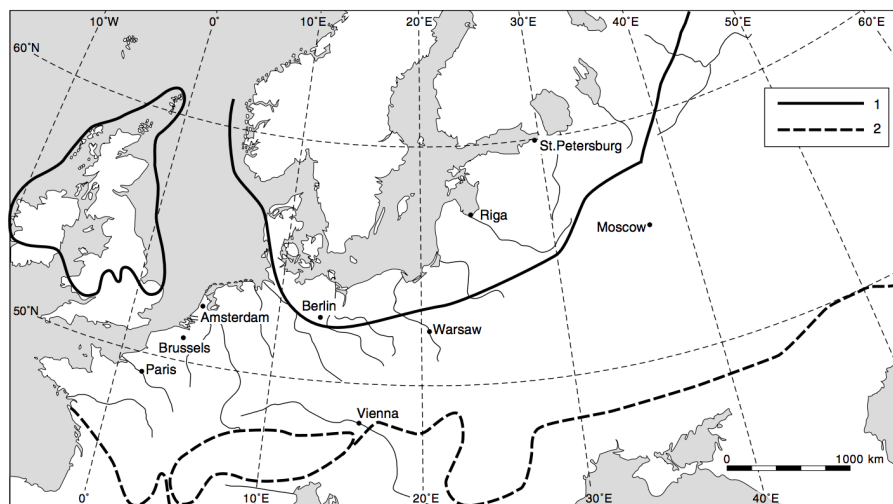 10°W 0° 10°E 20°E 30°E 40°E 60°E
60°N
1
2
St.Petersburg
Riga
Moscow
50°N
Berlin
Amsterdam
Warsaw
Brussels
Paris
Vienna
0 1000 km
0° 10°E 20°E 30°E 40°E